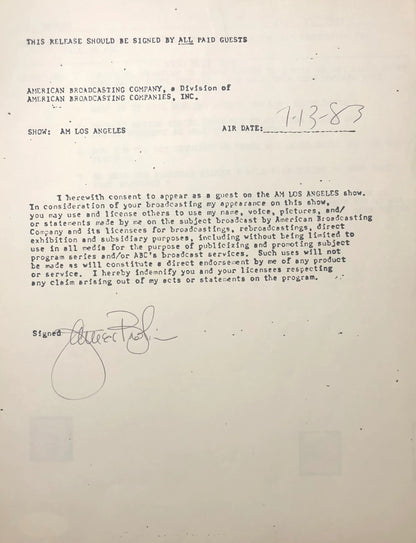 THIS RELEASE SHOULD BE SIGNED BY ALL PAID GUESTS
AMERICAN BROADCASTING COMPANY, a Division of
AMERICAN BROADCASTING COMPANIES, INC.
SHOW: AM LOS ANGELES AIR DATE: 7-13-83
I herewith consent to appear as a guest on the AM LOS ANGELES show.
In consideration of your broadcasting my appearance on this show,
you may use and license others to use my name, voice, pictures, and/
or statements made by me on the subject broadcast by American Broadcasting
Company and its licensees for broadcastings, rebroadcastings, direct
exhibition and subsidiary purposes, including without being limited to
use in all media for the purpose of publicizing and promoting subject
program series and/or ABC's broadcast services. Such uses will not
be made as will constitute a direct endorsement by me of any product
or service. I hereby indemnify you and your licensees respecting
any claim arising out of my acts or statements on the program.
Signed